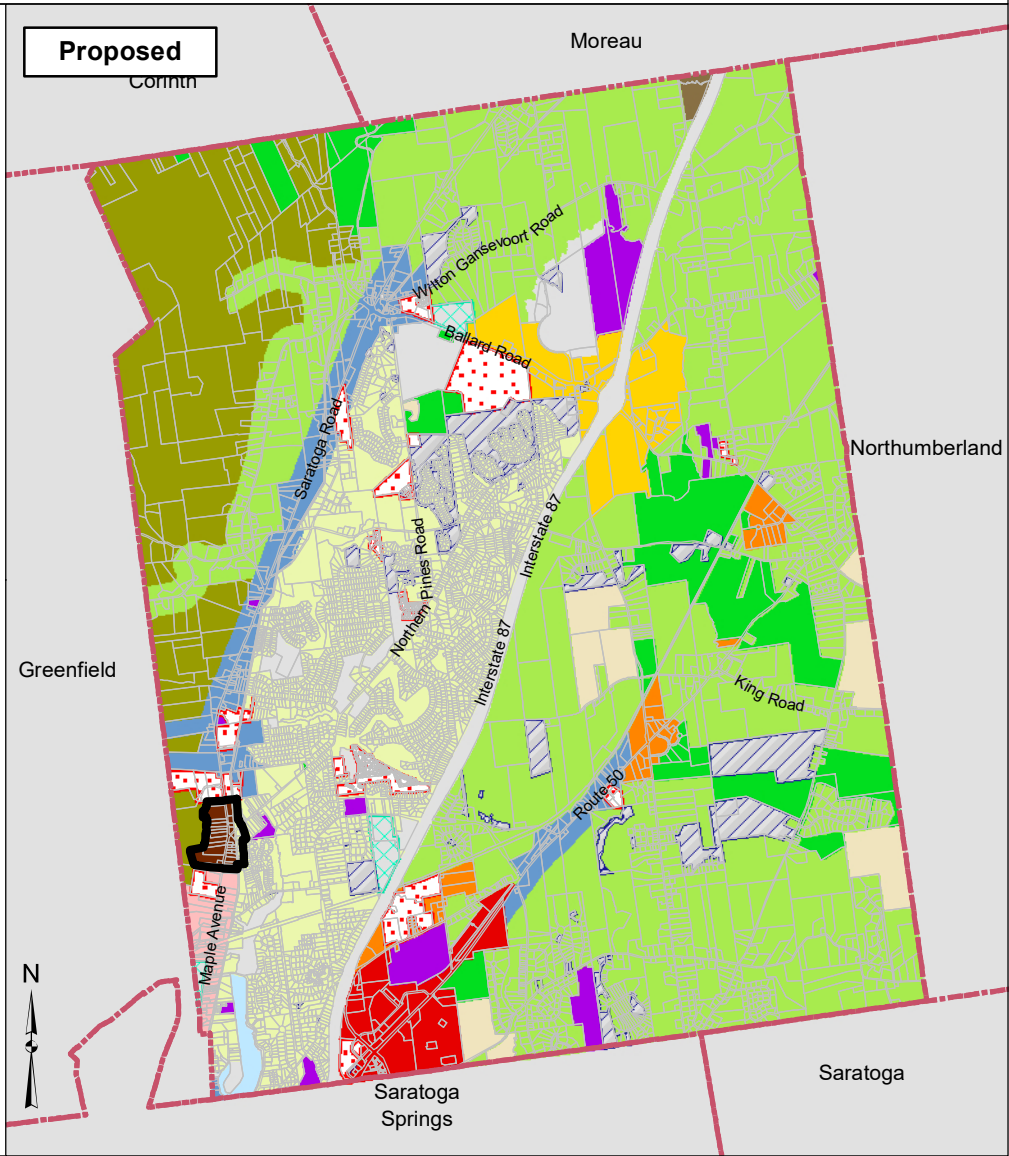 Proposed
Corinth
Moreau
Wilton Gansevoort Road
Ballard Road
Saratoga Road
Northumberland
Interstate 87
Northern Pines Road
Interstate 87
Greenfield
King Road
Route 50
Maple Avenue
N
Saratoga
Springs
Saratoga